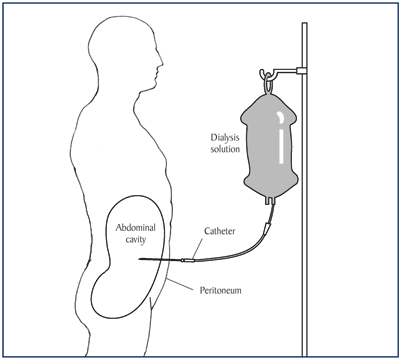 Dialysis
solution
Abdominal
cavity
Catheter
Peritoneum